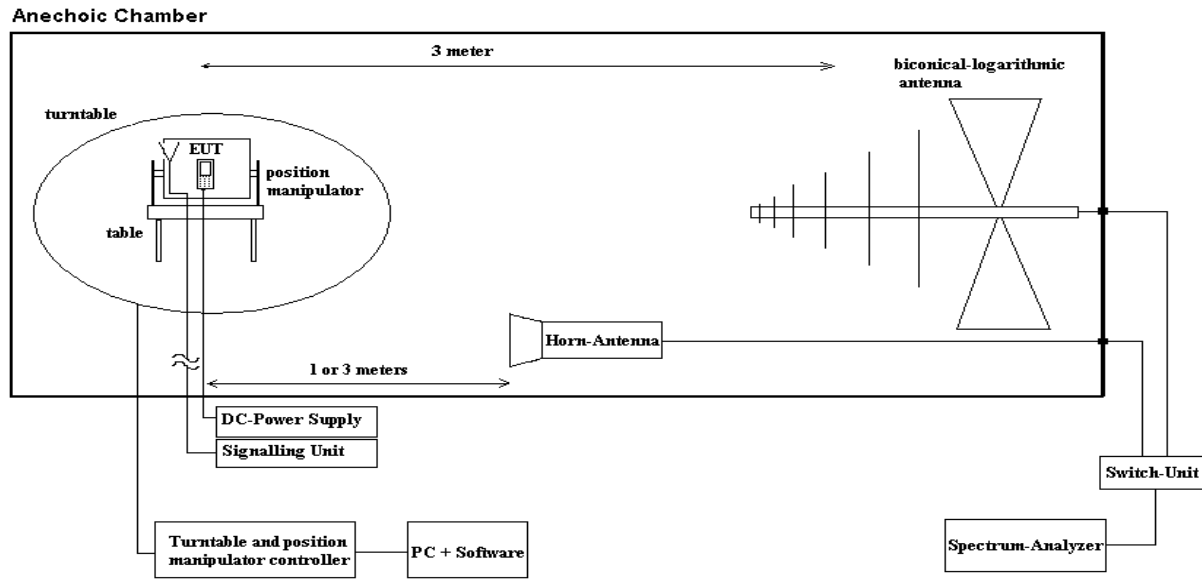 Anechoic Chamber
3 meter
biconical-logarithmic
antenna
turntable
EUT
position
manipulator
table
Horn-Antenna
1 or 3 meters
DC-Power Supply
Signalling Unit
Switch-Unit
Turntable and position
manipulator controller
PC + Software
Spectrum-Analyzer